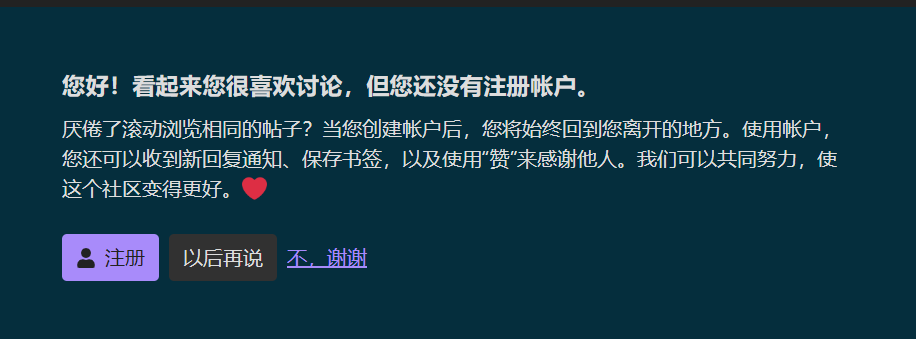 您好！看起来您很喜欢讨论，但您还没有注册帐户。
厌倦了滚动浏览相同的帖子？当您创建帐户后，您将始终回到您离开的地方。使用帐户，
您还可以收到新回复通知、保存书签，以及使用“赞”来感谢他人。我们可以共同努力，使
这个社区变得更好。
注册 以后再说 不，谢谢